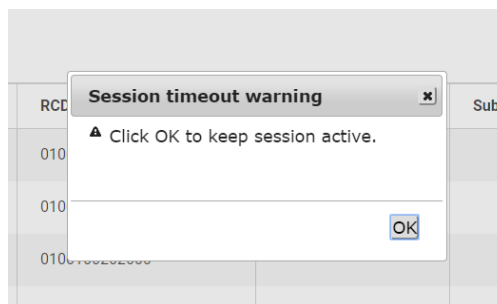 RCD
Session timeout warning
Sub
Click OK to keep session active.
010
010
OK